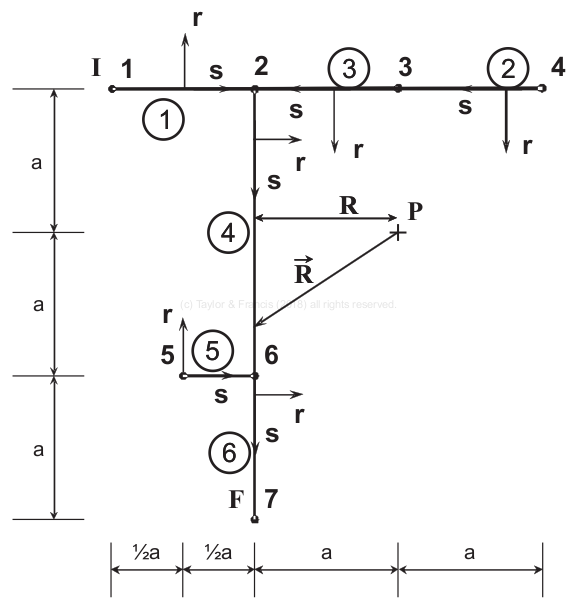 r
I 1 s 2 3 3 2 4
s s
1 r r
a r
s
R P
4
R
a (c) Taylor & Francis (2018) all rights reserved.
r
5 5 6
s r
a 6 s
F 7
½a ½a a a